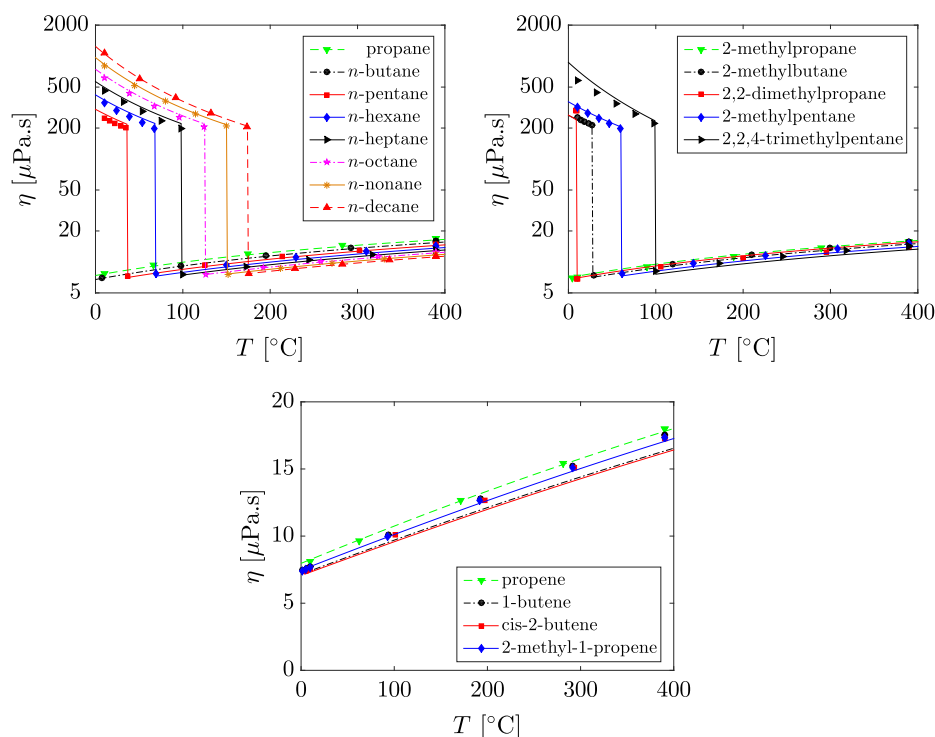 2000
500
200
50
20
5
η [μPa.s]
0
100
200
300
400
T [°C]
propane
n-butane
n-pentane
n-hexane
n-heptane
n-octane
n-nonane
n-decane
2000
500
200
50
20
5
η [μPa.s]
0
100
200
300
400
T [°C]
2-methylpropane
2-methylbutane
2,2-dimethylpropane
2-methylpentane
2,2,4-trimethylpentane
20
15
10
5
0
η [μPa.s]
0
100
200
300
400
T [°C]
propene
1-butene
cis-2-butene
2-methyl-1-propene